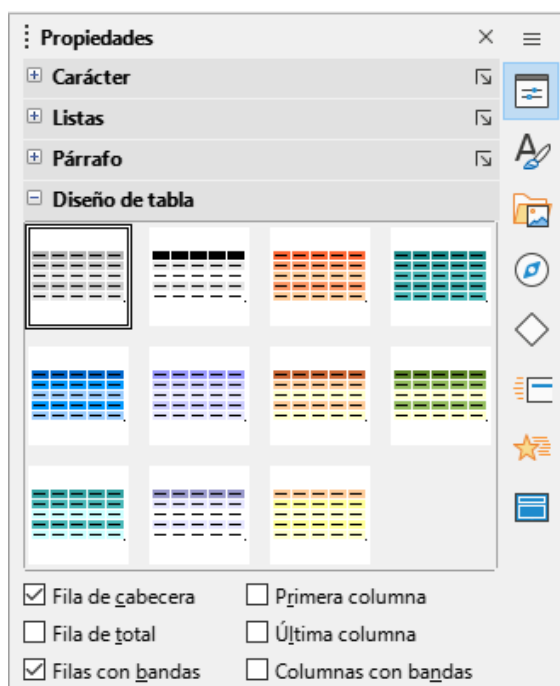 Propiedades
Carácter
Listas
Párrafo
Diseño de tabla
Fila de cabecera Primera columna
Fila de total Última columna
Filas con bandas Columnas con bandas